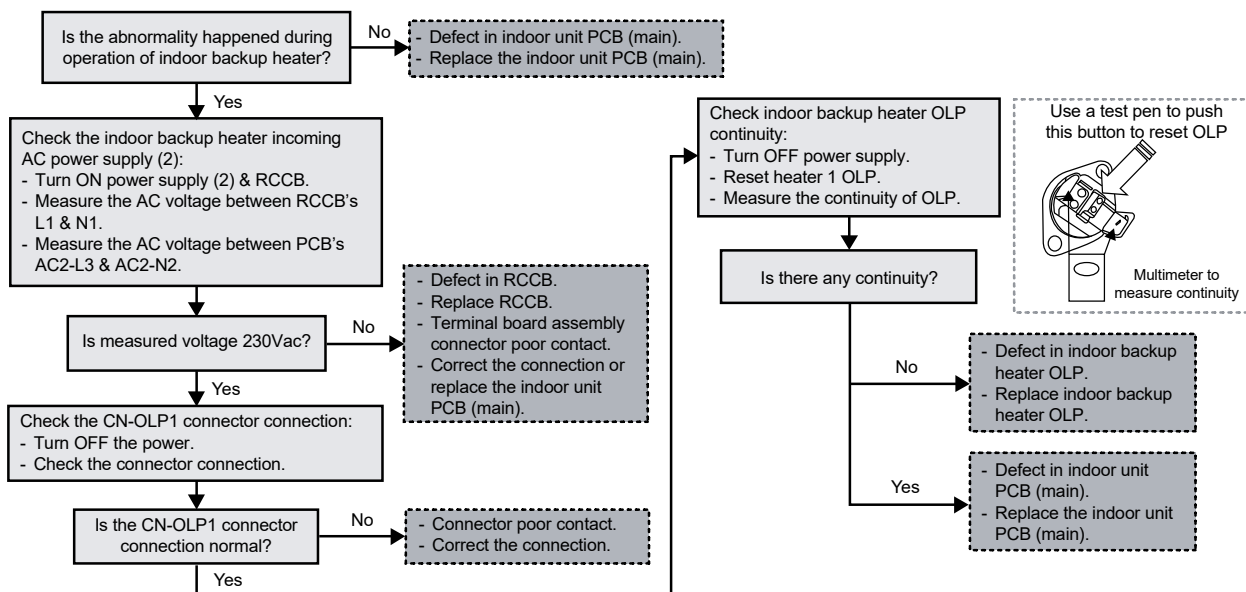 Is the abnormality happened during
operation of indoor backup heater?
No
- Defect in indoor unit PCB (main).
- Replace the indoor unit PCB (main).
Yes
Check the indoor backup heater incoming
AC power supply (2):
- Turn ON power supply (2) & RCCB.
- Measure the AC voltage between RCCB's
L1 & N1.
- Measure the AC voltage between PCB's
AC2-L3 & AC2-N2.
Is measured voltage 230Vac?
No
- Defect in RCCB.
- Replace RCCB.
- Terminal board assembly
connector poor contact.
- Correct the connection or
replace the indoor unit
PCB (main).
Yes
Check the CN-OLP1 connector connection:
- Turn OFF the power.
- Check the connector connection.
Is the CN-OLP1 connector
connection normal?
No
- Connector poor contact.
- Correct the connection.
Yes
Check indoor backup heater OLP
continuity:
- Turn OFF power supply.
- Reset heater 1 OLP.
- Measure the continuity of OLP.
Use a test pen to push
this button to reset OLP
Multimeter to
measure continuity
Is there any continuity?
No
- Defect in indoor backup
heater OLP.
- Replace indoor backup
heater OLP.
Yes
- Defect in indoor unit
PCB (main).
- Replace the indoor unit
PCB (main).